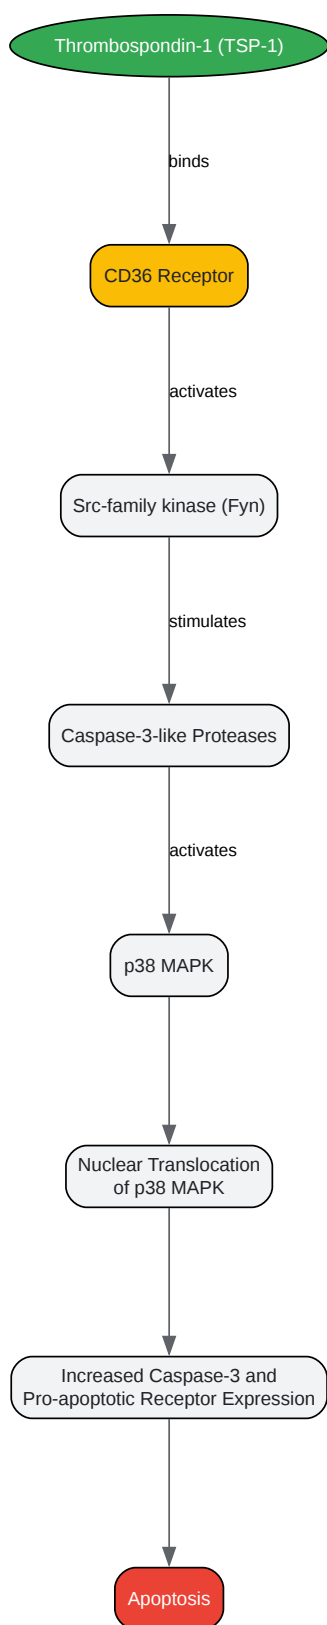 Thrombospondin-1 (TSP-1)
binds
CD36 Receptor
activates
Src-family kinase (Fyn)
stimulates
Caspase-3-like Proteases
activates
p38 MAPK
Nuclear Translocation
of p38 MAPK
Increased Caspase-3 and
Pro-apoptotic Receptor Expression
Apoptosis